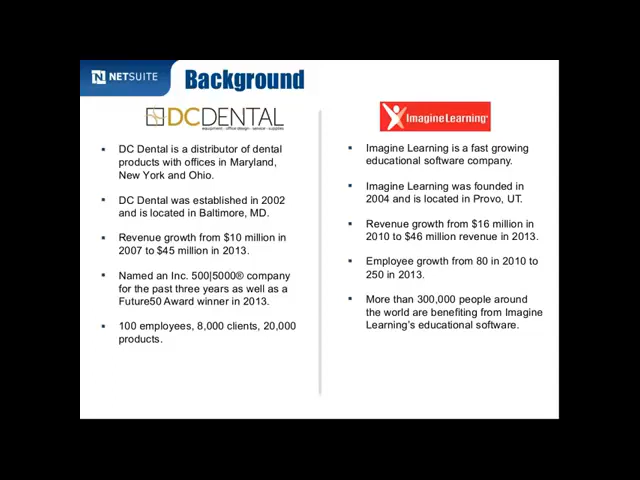 NETSUITE
Background
DCDENTAL
equipment · office design · service · supplies
DC Dental is a distributor of dental
products with offices in Maryland,
New York and Ohio.
DC Dental was established in 2002
and is located in Baltimore, MD.
Revenue growth from $10 million in
2007 to $45 million in 2013.
Named an Inc. 500|5000® company
for the past three years as well as a
Future50 Award winner in 2013.
100 employees, 8,000 clients, 20,000
products.
Imagine Learning
Imagine Learning is a fast growing
educational software company.
Imagine Learning was founded in
2004 and is located in Provo, UT.
Revenue growth from $16 million in
2010 to $46 million revenue in 2013.
Employee growth from 80 in 2010 to
250 in 2013.
More than 300,000 people around
the world are benefiting from Imagine
Learning's educational software.